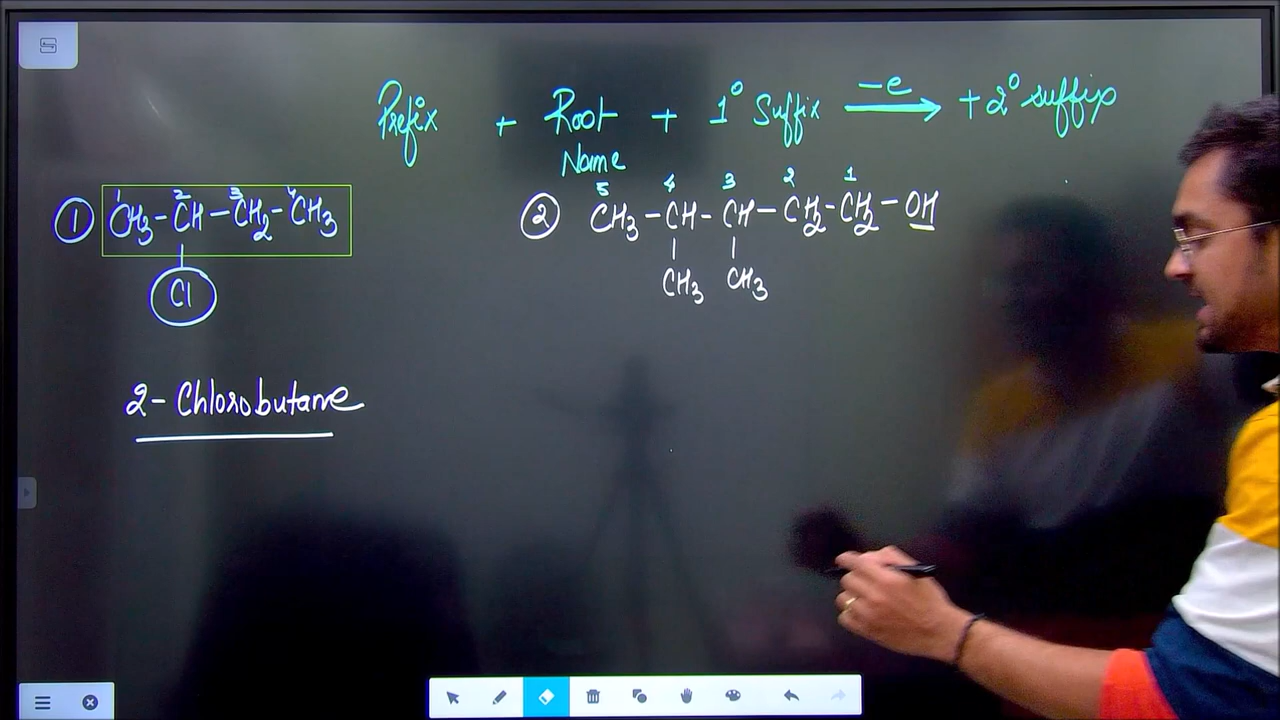 Prefix + Root Name + 1° Suffix —e→ +2° suffix
① CH3-CH-CH2-CH3
1 2 3 4
Cl
2-Chlorobutane
② CH3-CH-CH-CH2-CH2-OH
5 4 3 2 1
CH3 CH3